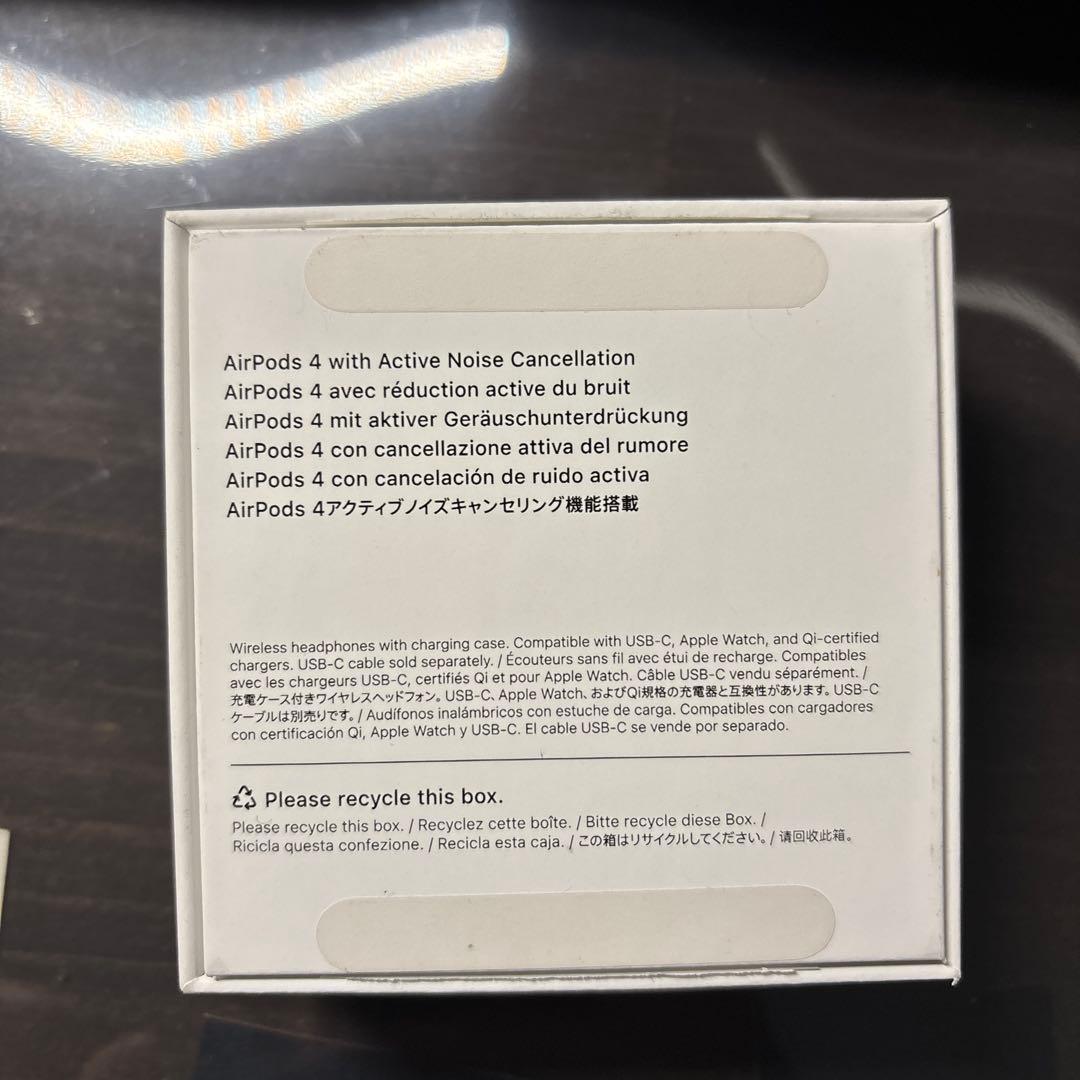 AirPods 4 with Active Noise Cancellation
AirPods 4 avec réduction active du bruit
AirPods 4 mit aktiver Geräuschunterdrückung
AirPods 4 con cancellazione attiva del rumore
AirPods 4 con cancelación de ruido activa
AirPods 4アクティブノイズキャンセリング機能搭載
Wireless headphones with charging case. Compatible with USB-C, Apple Watch, and Qi-certified
chargers. USB-C cable sold separately. / Écouteurs sans fil avec étui de recharge. Compatibles
avec les chargeurs USB-C, certifiés Qi et pour Apple Watch. Câble USB-C vendu séparément. /
充電ケース付きワイヤレスヘッドフォン。USB-C、Apple Watch、およびQi規格の充電器と互換性があります。USB-C
ケーブルは別売りです。/ Audífonos inalámbricos con estuche de carga. Compatibles con cargadores
con certificación Qi, Apple Watch y USB-C. El cable USB-C se vende por separado.
Please recycle this box.
Please recycle this box. / Recyclez cette boîte. / Bitte recycle diese Box. /
Ricicla questa confezione. / Recicla esta caja. / この箱はリサイクルしてください。/ 请回收此箱。